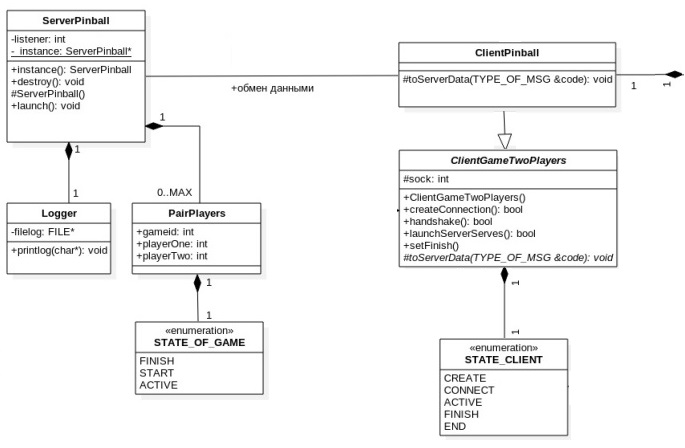 ServerPinball
-listener: int
- instance: ServerPinball*
+instance(): ServerPinball
+destroy(): void
#ServerPinball()
+launch(): void
ClientPinball
#toServerData(TYPE_OF_MSG &code): void
+обмен данными
1
1
1
1
1
0..MAX
ClientGameTwoPlayers
#sock: int
+ClientGameTwoPlayers()
+createConnection(): bool
+handshake(): bool
+launchServerServes(): bool
+setFinish()
#toServerData(TYPE_OF_MSG &code): void
Logger
-filelog: FILE*
+printlog(char*): void
PairPlayers
+gameid: int
+playerOne: int
+playerTwo: int
1
1
1
1
«enumeration»
STATE_OF_GAME
FINISH
START
ACTIVE
«enumeration»
STATE_CLIENT
CREATE
CONNECT
ACTIVE
FINISH
END